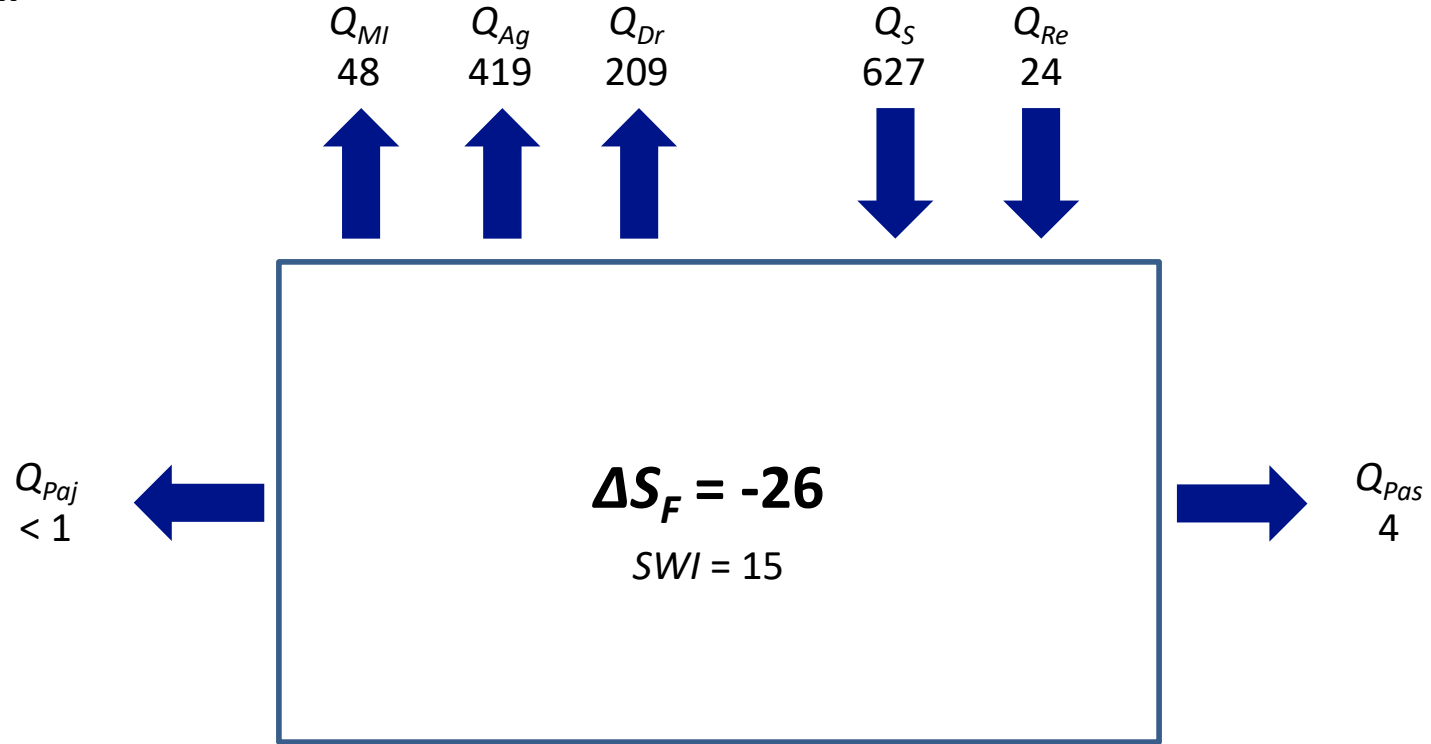 Q_MI Q_Ag Q_Dr Q_S Q_Re
48 419 209 627 24
Q_Paj
< 1
ΔS_F = -26
SWI = 15
Q_Pas
4